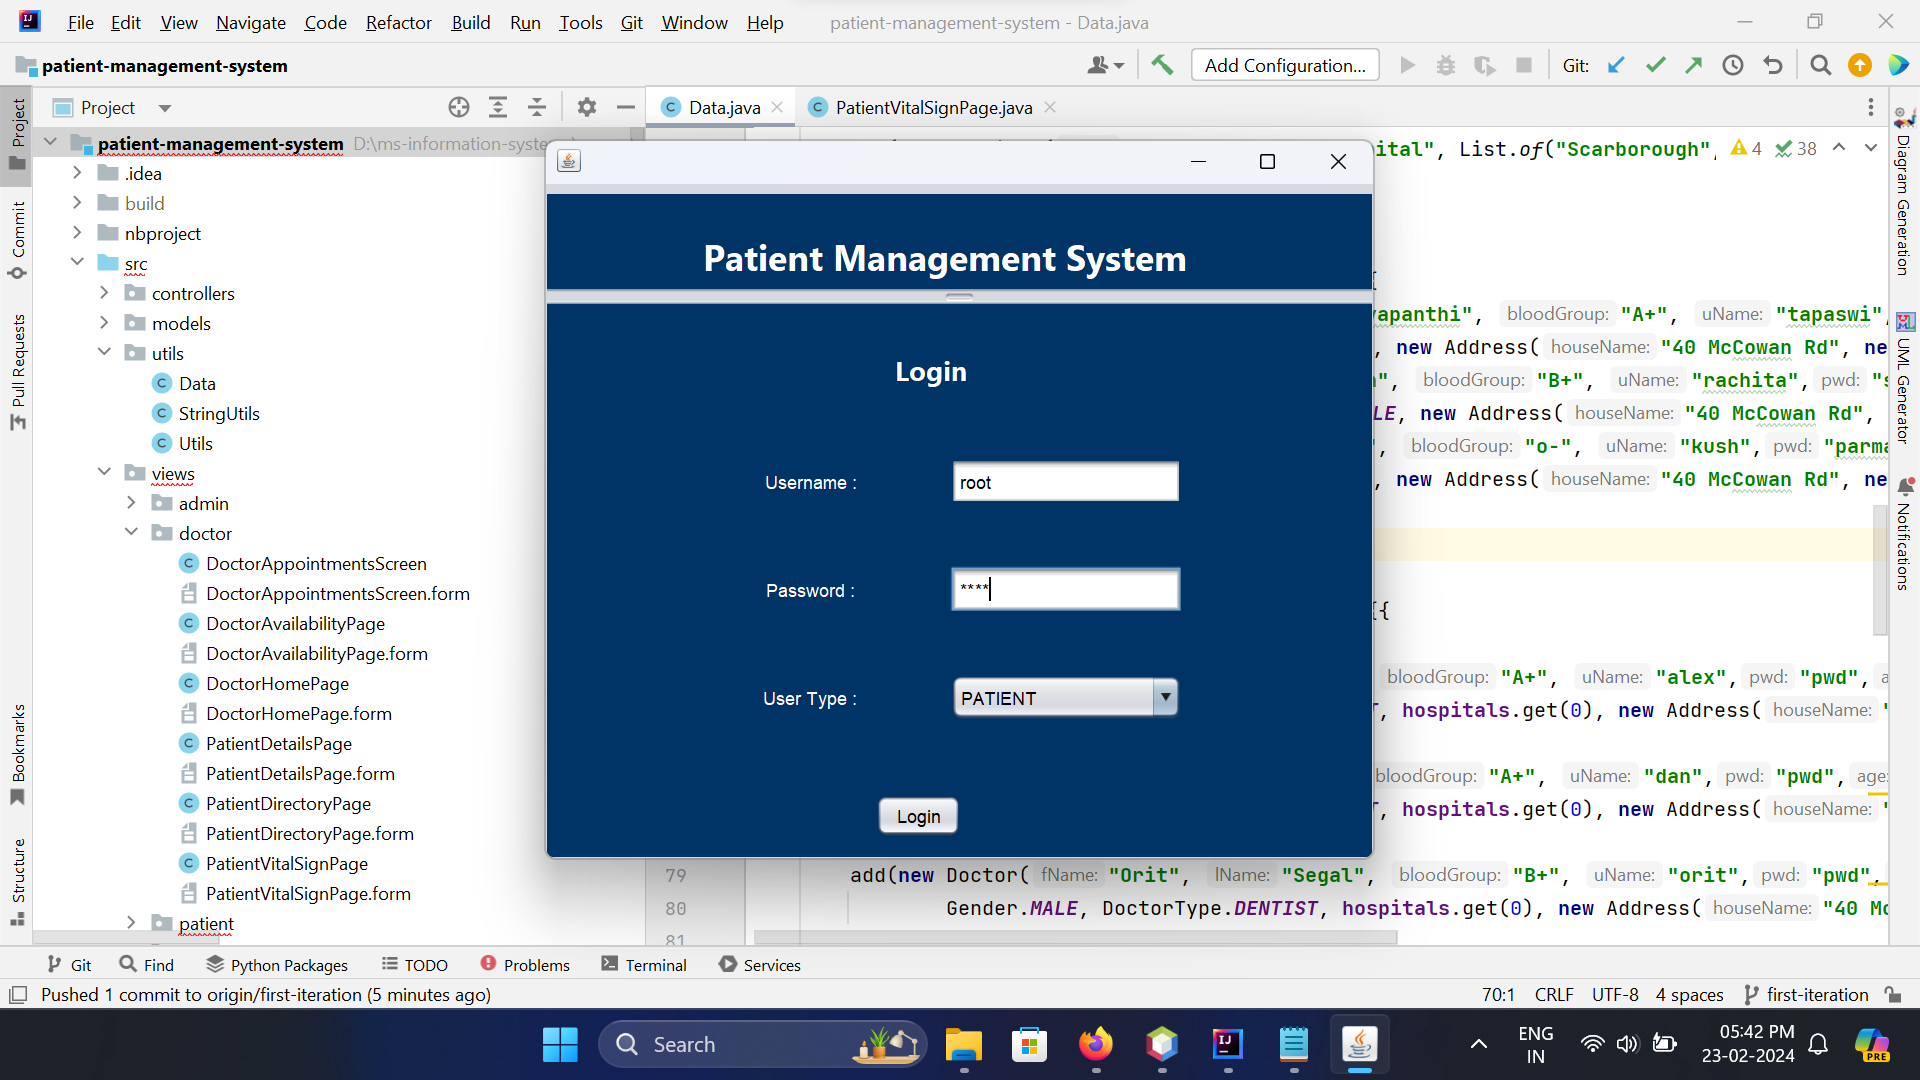 File Edit View Navigate Code Refactor Build Run Tools Git Window Help patient-management-system - Data.java
patient-management-system Add Configuration... Git:
Project Data.java PatientVitalSignPage.java
patient-management-system D:\ms-information-syste
.idea
build
nbproject
src
controllers
models
utils
Data
StringUtils
Utils
views
admin
doctor
DoctorAppointmentsScreen
DoctorAppointmentsScreen.form
DoctorAvailabilityPage
DoctorAvailabilityPage.form
DoctorHomePage
DoctorHomePage.form
PatientDetailsPage
PatientDetailsPage.form
PatientDirectoryPage
PatientDirectoryPage.form
PatientVitalSignPage
PatientVitalSignPage.form
patient
Project
Commit
Pull Requests
Bookmarks
Structure
Patient Management System
Login
Username : root
Password : ****
User Type : PATIENT
Login
ital", List.of("Scarborough", 4 38
{
yapanthi", bloodGroup: "A+", uName: "tapaswi",
, new Address( houseName: "40 McCowan Rd", ne
", bloodGroup: "B+", uName: "rachita", pwd: "s
LE, new Address( houseName: "40 McCowan Rd",
", bloodGroup: "o-", uName: "kush", pwd: "parma
, new Address( houseName: "40 McCowan Rd", ne
{{
bloodGroup: "A+", uName: "alex", pwd: "pwd", a
, hospitals.get(0), new Address( houseName: "
bloodGroup: "A+", uName: "dan", pwd: "pwd", age:
, hospitals.get(0), new Address( houseName: "
79 add(new Doctor( fName: "Orit", lName: "Segal", bloodGroup: "B+", uName: "orit", pwd: "pwd",
80 Gender.MALE, DoctorType.DENTIST, hospitals.get(0), new Address( houseName: "40 Mc
81
Diagram Generation
UML Generator
Notifications
Git Find Python Packages TODO Problems Terminal Services
Pushed 1 commit to origin/first-iteration (5 minutes ago) 70:1 CRLF UTF-8 4 spaces first-iteration
Search ENG 05:42 PM
IN 23-02-2024 PRE